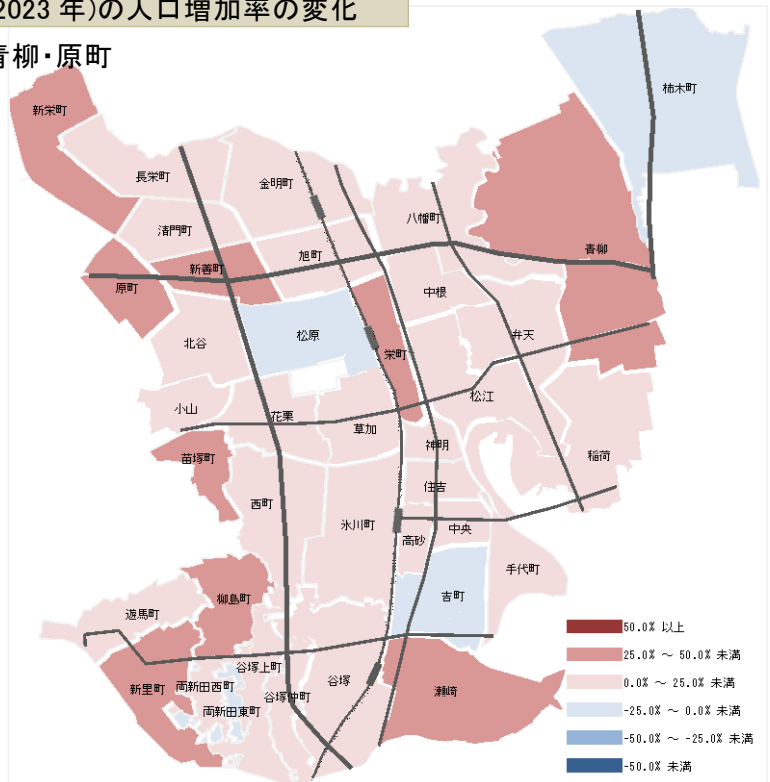 2023 年)の人口増加率の変化
青柳・原町
柿木町
新栄町
長栄町
金明町
清門町
八幡町
青柳
旭町
新善町
原町
中根
松原
弁天
北谷
栄町
松江
小山
花栗
草加
神明
苗塚町
稲荷
住吉
西町
氷川町
中央
高砂
手代町
吉町
柳島町
遊馬町
谷塚上町
谷塚
新里町
両新田西町
瀬崎
谷塚仲町
両新田東町
50.0% 以上
25.0% ～ 50.0% 未満
0.0% ～ 25.0% 未満
-25.0% ～ 0.0% 未満
-50.0% ～ -25.0% 未満
-50.0% 未満